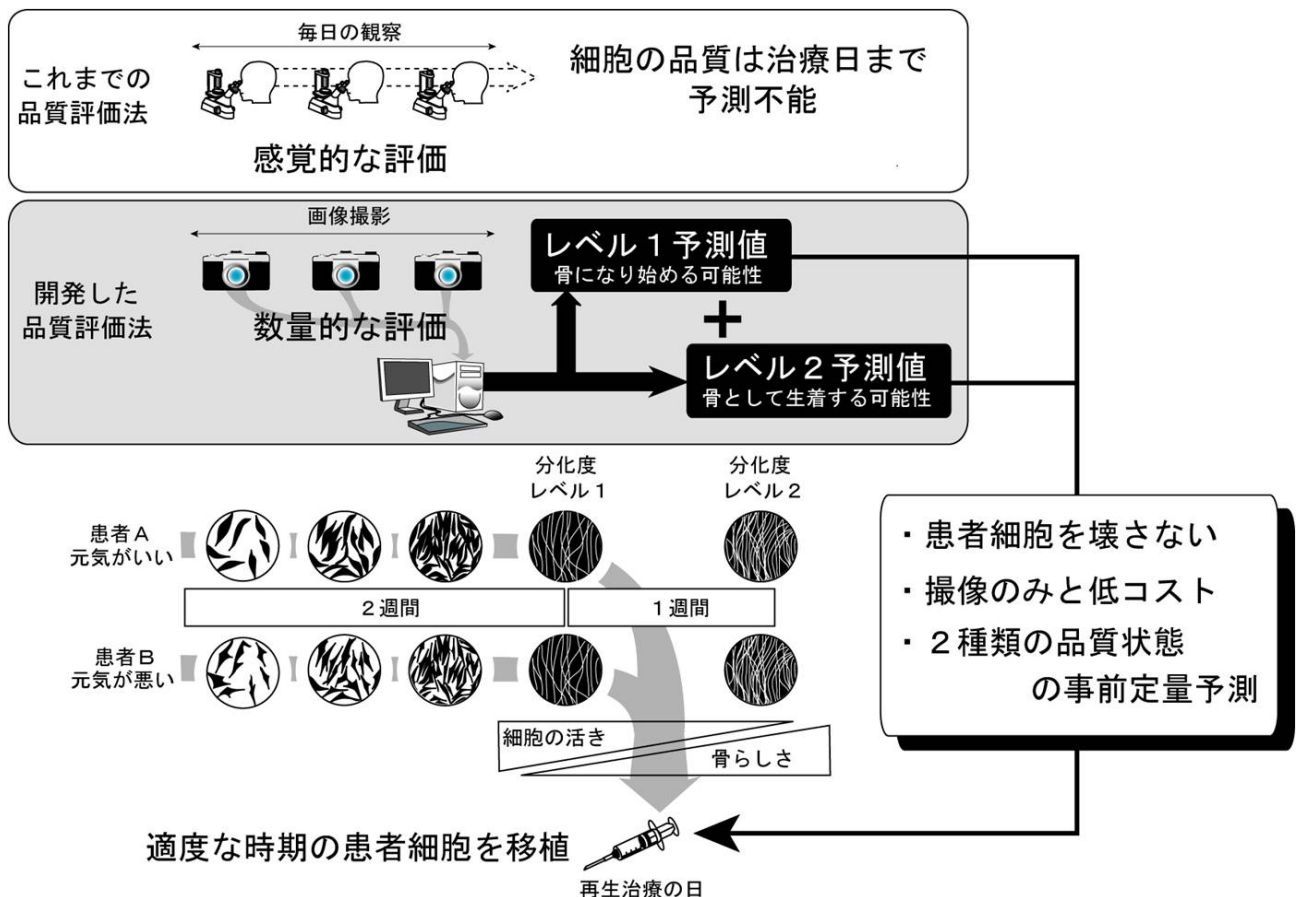 毎日の観察
これまでの
品質評価法
細胞の品質は治療日まで
予測不能
感覚的な評価
画像撮影
開発した
品質評価法
数量的な評価
レベル１予測値
骨になり始める可能性
＋
レベル２予測値
骨として生着する可能性
分化度
レベル１
分化度
レベル２
患者Ａ
元気がいい
２週間
１週間
患者Ｂ
元気が悪い
細胞の活き
骨らしさ
・患者細胞を壊さない
・撮像のみと低コスト
・２種類の品質状態
の事前定量予測
適度な時期の患者細胞を移植
再生治療の日